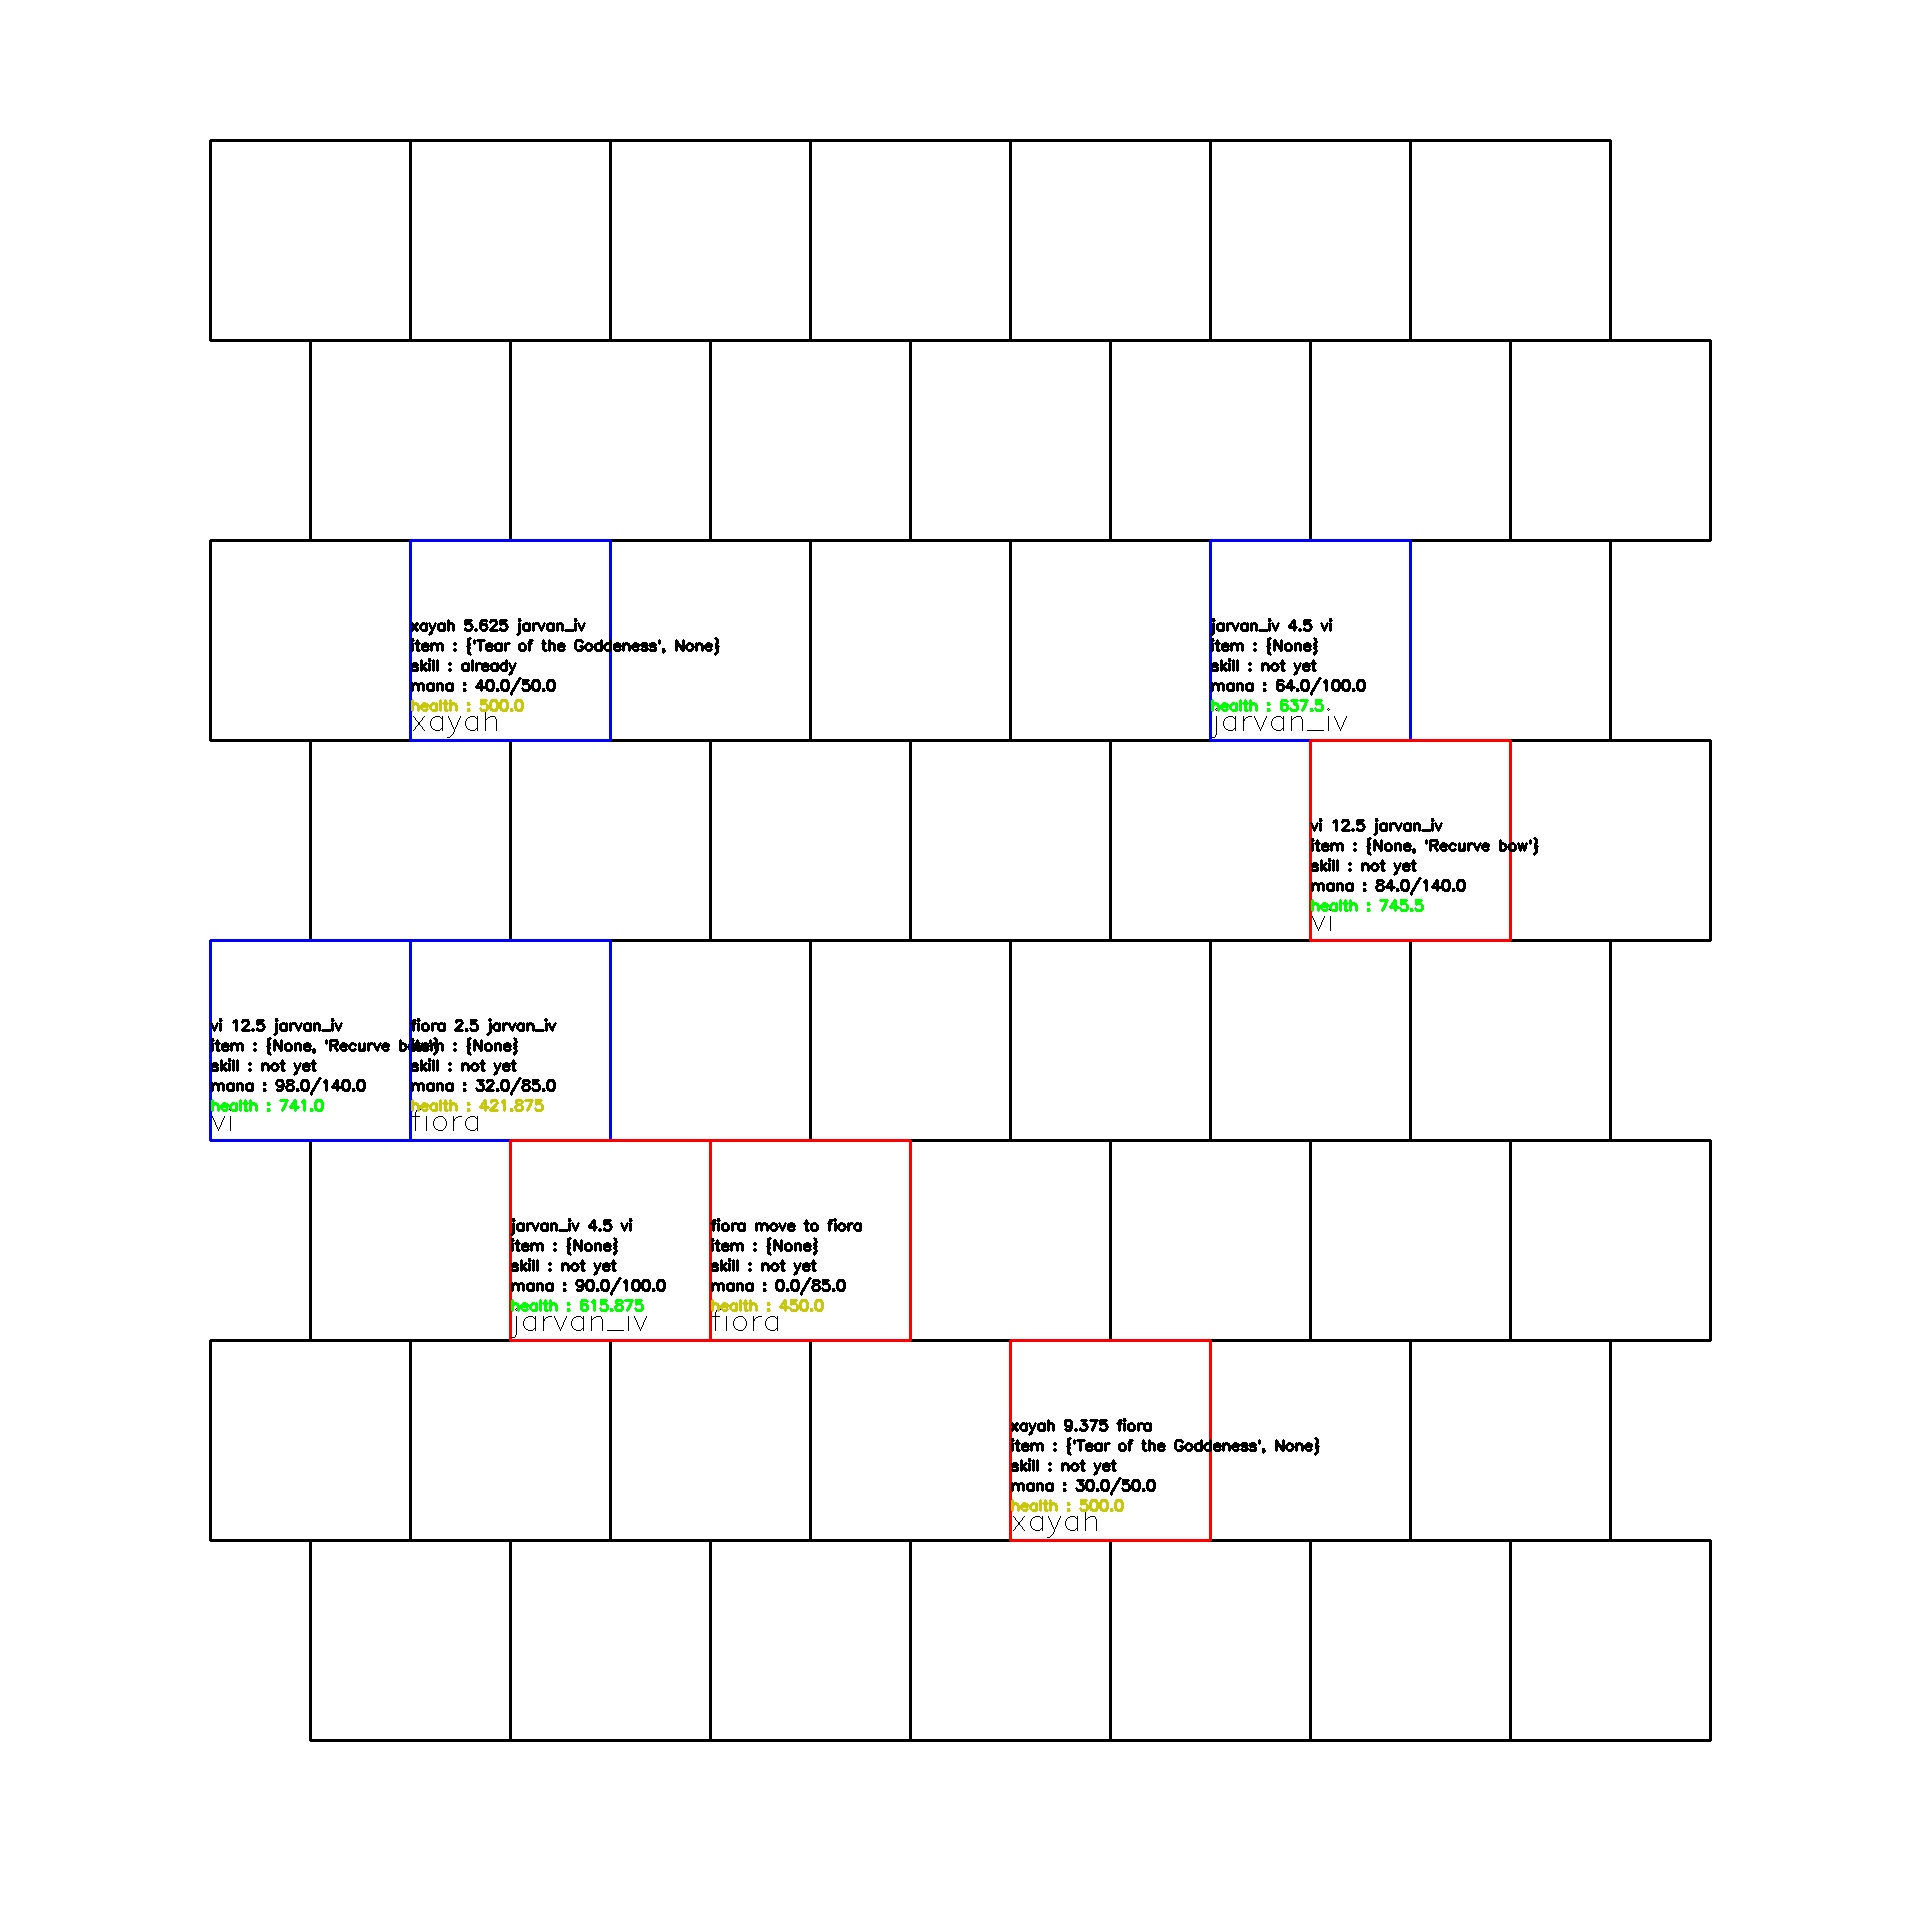 xayah 5.625 jarvan_iv
item : {'Tear of the Goddeness', None}
skill : already
mana : 40.0/50.0
health : 500.0
xayah
jarvan_iv 4.5 vi
item : {None}
skill : not yet
mana : 64.0/100.0
health : 637.5
jarvan_iv
vi 12.5 jarvan_iv
item : {None, 'Recurve bow'}
skill : not yet
mana : 84.0/140.0
health : 745.5
vi
vi 12.5 jarvan_iv
item : {None, 'Recurve bow'}
skill : not yet
mana : 98.0/140.0
health : 741.0
vi
fiora 2.5 jarvan_iv
item : {None}
skill : not yet
mana : 32.0/85.0
health : 421.875
fiora
jarvan_iv 4.5 vi
item : {None}
skill : not yet
mana : 90.0/100.0
health : 615.875
jarvan_iv
fiora move to fiora
item : {None}
skill : not yet
mana : 0.0/85.0
health : 450.0
fiora
xayah 9.375 fiora
item : {'Tear of the Goddeness', None}
skill : not yet
mana : 30.0/50.0
health : 500.0
xayah